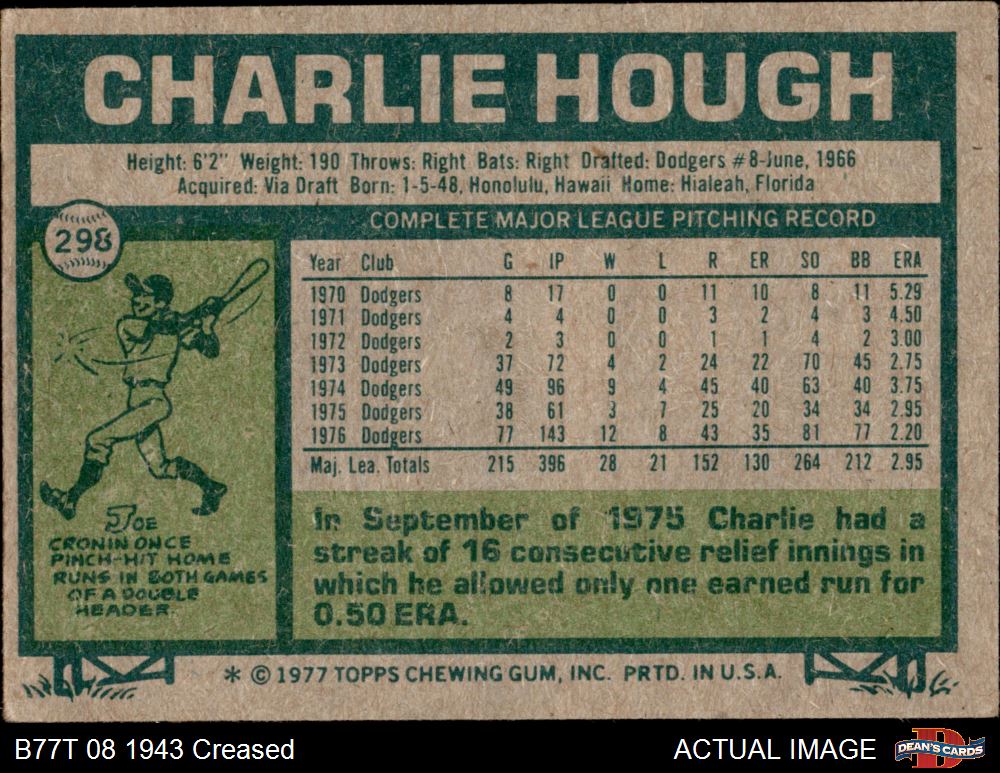 CHARLIE HOUGH
Height: 6'2" Weight: 190 Throws: Right Bats: Right Drafted: Dodgers #8-June, 1966
Acquired: Via Draft Born: 1-5-48, Honolulu, Hawaii Home: Hialeah, Florida
298
COMPLETE MAJOR LEAGUE PITCHING RECORD
Year Club G IP W L R ER SO BB ERA
1970 Dodgers 8 17 0 0 11 10 8 11 5.29
1971 Dodgers 4 4 0 0 3 2 4 3 4.50
1972 Dodgers 2 3 0 0 1 1 4 2 3.00
1973 Dodgers 37 72 4 2 24 22 70 45 2.75
1974 Dodgers 49 96 9 4 45 40 63 40 3.75
1975 Dodgers 38 61 3 7 25 20 34 34 2.95
1976 Dodgers 77 143 12 8 43 35 81 77 2.20
Maj. Lea. Totals 215 396 28 21 152 130 264 212 2.95
JOE
CRONIN ONCE
PINCH-HIT HOME
RUNS IN BOTH GAMES
OF A DOUBLE
HEADER.
In September of 1975 Charlie had a
streak of 16 consecutive relief innings in
which he allowed only one earned run for
0.50 ERA.
* © 1977 TOPPS CHEWING GUM, INC. PRTD. IN U.S.A.
B77T 08 1943 Creased
ACTUAL IMAGE
D
DEAN'S CARDS